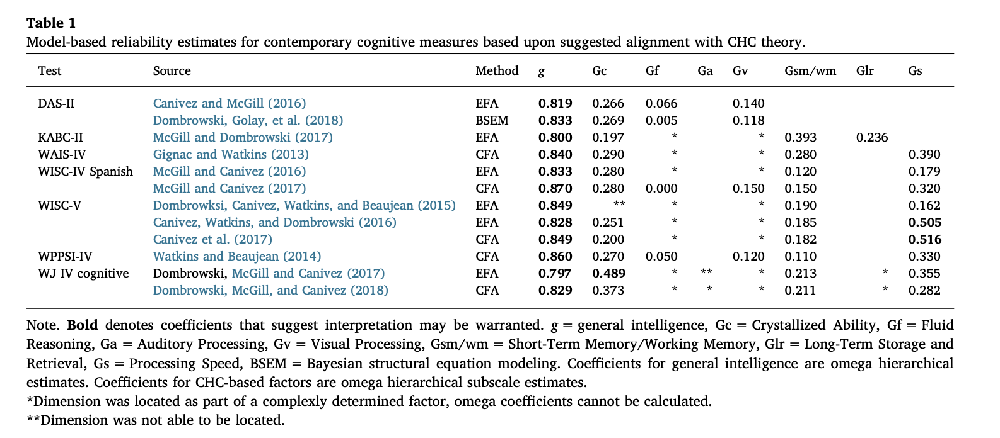 Table 1
Model-based reliability estimates for contemporary cognitive measures based upon suggested alignment with CHC theory.
Test Source Method g Gc Gf Ga Gv Gsm/wm Glr Gs
DAS-II Canivez and McGill (2016) EFA 0.819 0.266 0.066 0.140
Dombrowski, Golay, et al. (2018) BSEM 0.833 0.269 0.005 0.118
KABC-II McGill and Dombrowski (2017) EFA 0.800 0.197 * * 0.393 0.236
WAIS-IV Gignac and Watkins (2013) CFA 0.840 0.290 * * 0.280 0.390
WISC-IV Spanish McGill and Canivez (2016) EFA 0.833 0.280 * * 0.120 0.179
McGill and Canivez (2017) CFA 0.870 0.280 0.000 0.150 0.150 0.320
WISC-V Dombrowksi, Canivez, Watkins, and Beaujean (2015) EFA 0.849 ** * * 0.190 0.162
Canivez, Watkins, and Dombrowski (2016) EFA 0.828 0.251 * * 0.185 0.505
Canivez et al. (2017) CFA 0.849 0.200 * * 0.182 0.516
WPPSI-IV Watkins and Beaujean (2014) CFA 0.860 0.270 0.050 0.120 0.110 0.330
WJ IV cognitive Dombrowski, McGill and Canivez (2017) EFA 0.797 0.489 * ** * 0.213 * 0.355
Dombrowski, McGill, and Canivez (2018) CFA 0.829 0.373 * * * 0.211 * 0.282
Note. Bold denotes coefficients that suggest interpretation may be warranted. g = general intelligence, Gc = Crystallized Ability, Gf = Fluid
Reasoning, Ga = Auditory Processing, Gv = Visual Processing, Gsm/wm = Short-Term Memory/Working Memory, Glr = Long-Term Storage and
Retrieval, Gs = Processing Speed, BSEM = Bayesian structural equation modeling. Coefficients for general intelligence are omega hierarchical
estimates. Coefficients for CHC-based factors are omega hierarchical subscale estimates.
*Dimension was located as part of a complexly determined factor, omega coefficients cannot be calculated.
**Dimension was not able to be located.